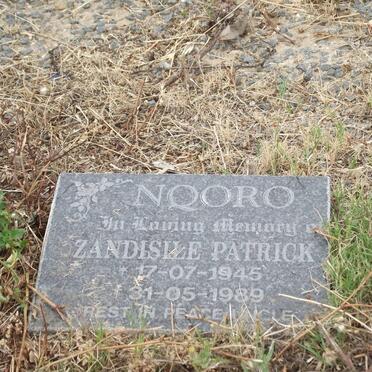 NQORO
In Loving Memory o
ZANDISILE PATRICK
17-07-1945
31-05-1989
REST IN PEACE UNCLE